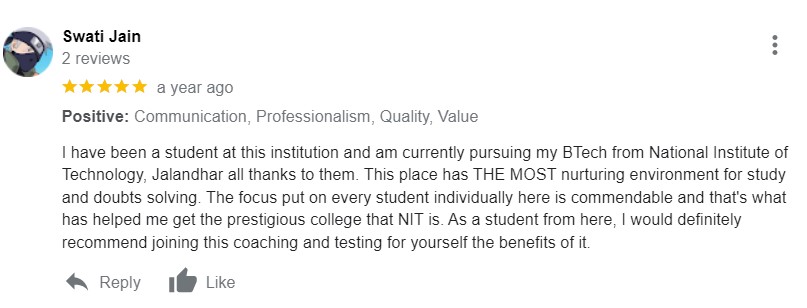 Swati Jain
2 reviews
a year ago
Positive: Communication, Professionalism, Quality, Value
I have been a student at this institution and am currently pursuing my BTech from National Institute of
Technology, Jalandhar all thanks to them. This place has THE MOST nurturing environment for study
and doubts solving. The focus put on every student individually here is commendable and that's what
has helped me get the prestigious college that NIT is. As a student from here, I would definitely
recommend joining this coaching and testing for yourself the benefits of it.
Reply Like